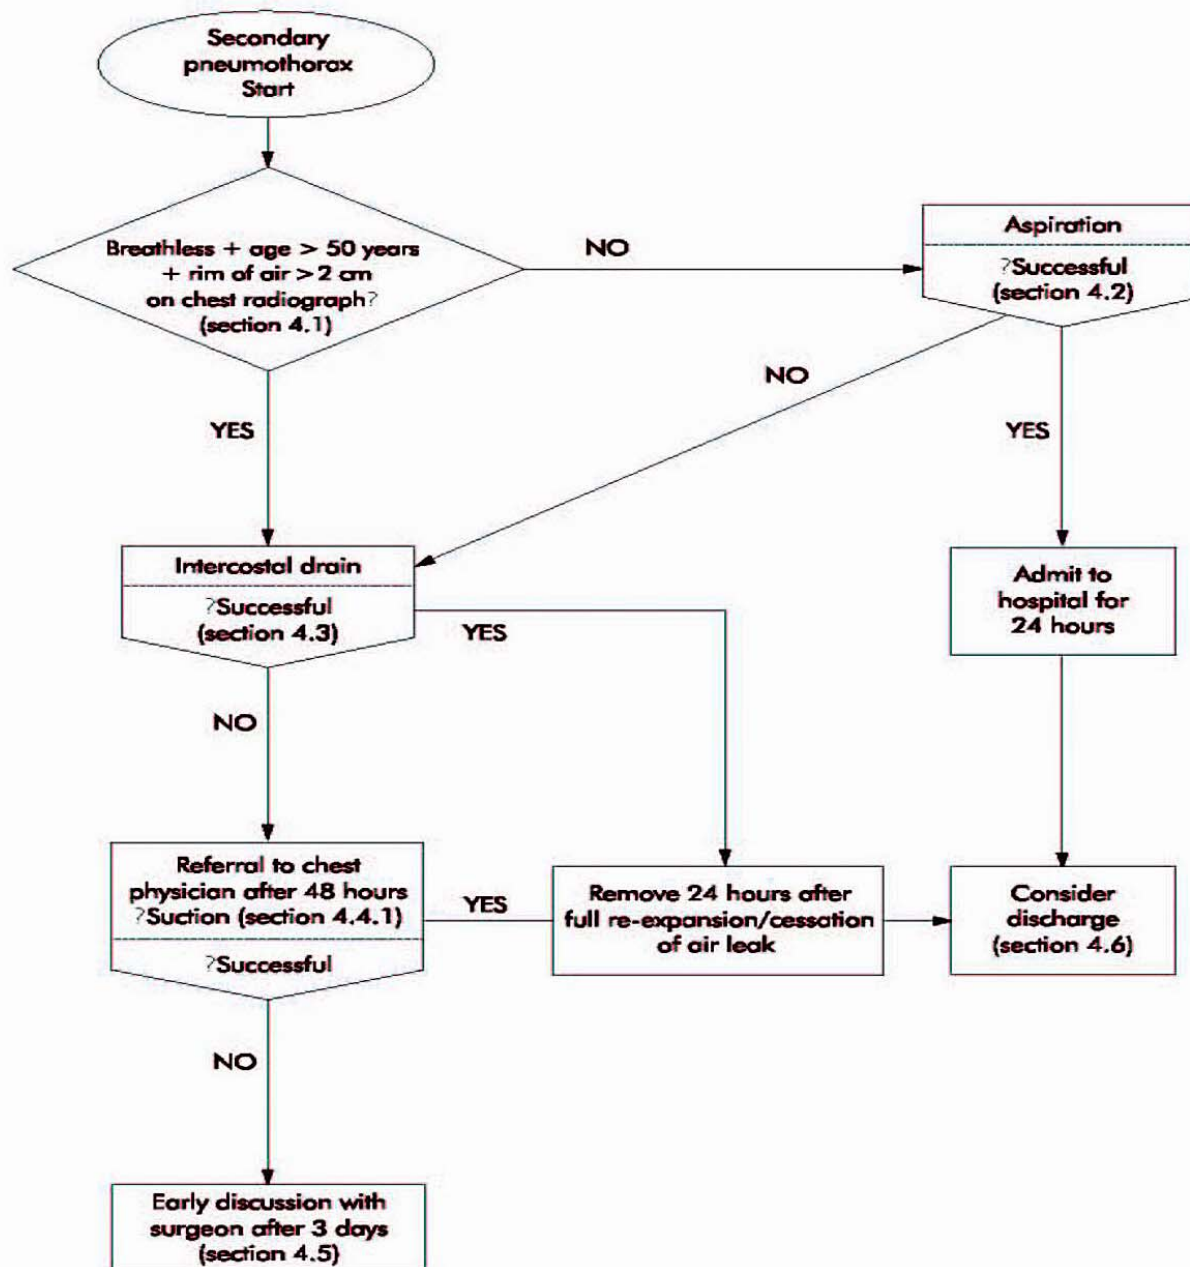 Secondary
pneumothorax
Start
Breathless + age > 50 years
+ rim of air >2 cm
on chest radiograph?
(section 4.1)
NO
Aspiration
?Successful
(section 4.2)
NO
YES
YES
Intercostal drain
?Successful
(section 4.3)
YES
Admit to
hospital for
24 hours
NO
Referral to chest
physician after 48 hours
?Suction (section 4.4.1)
?Successful
YES
Remove 24 hours after
full re-expansion/cessation
of air leak
Consider
discharge
(section 4.6)
NO
Early discussion with
surgeon after 3 days
(section 4.5)